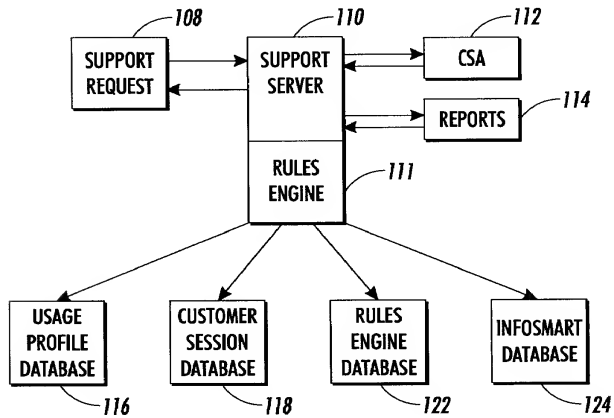 108
110
112
SUPPORT
REQUEST
SUPPORT
SERVER
CSA
114
REPORTS
RULES
ENGINE
111
USAGE
PROFILE
DATABASE
CUSTOMER
SESSION
DATABASE
RULES
ENGINE
DATABASE
INFOSMART
DATABASE
116
118
122
124